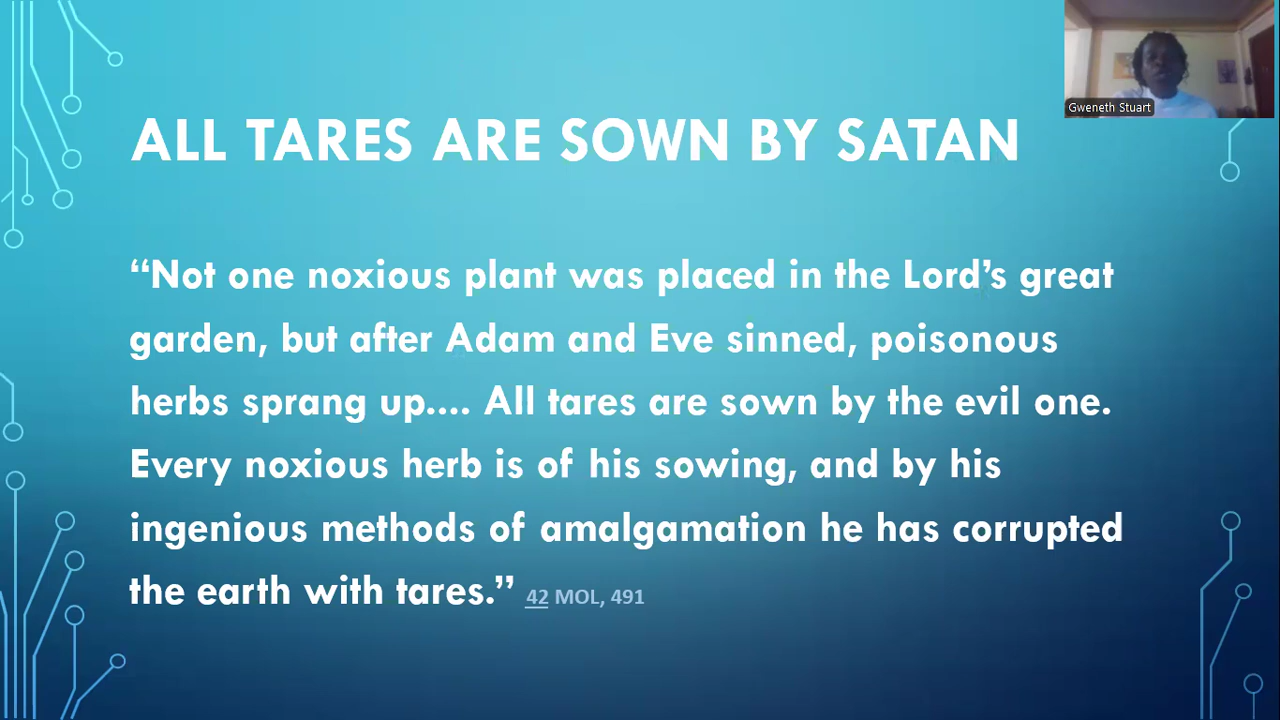 Gweneth Stuart
ALL TARES ARE SOWN BY SATAN
“Not one noxious plant was placed in the Lord’s great
garden, but after Adam and Eve sinned, poisonous
herbs sprang up.... All tares are sown by the evil one.
Every noxious herb is of his sowing, and by his
ingenious methods of amalgamation he has corrupted
the earth with tares.” 42 MOL, 491